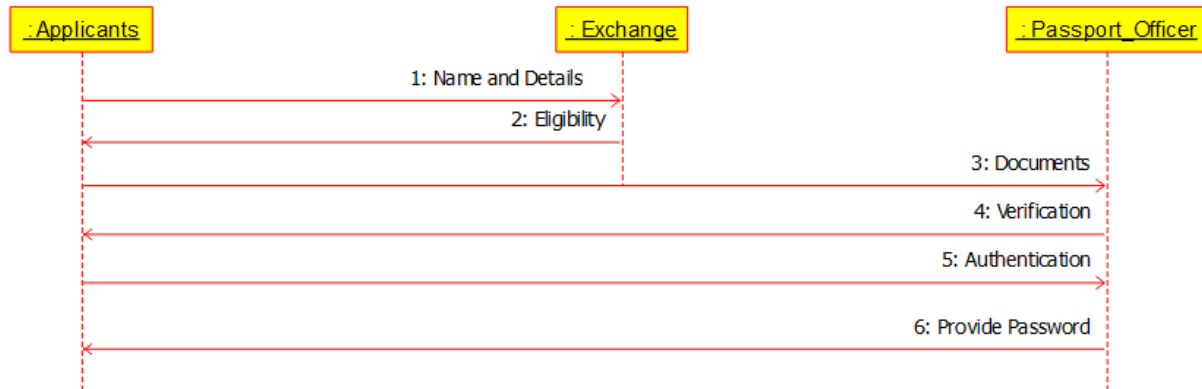 : Applicants
: Exchange
: Passport_Officer
1: Name and Details
2: Eligibility
3: Documents
4: Verification
5: Authentication
6: Provide Password